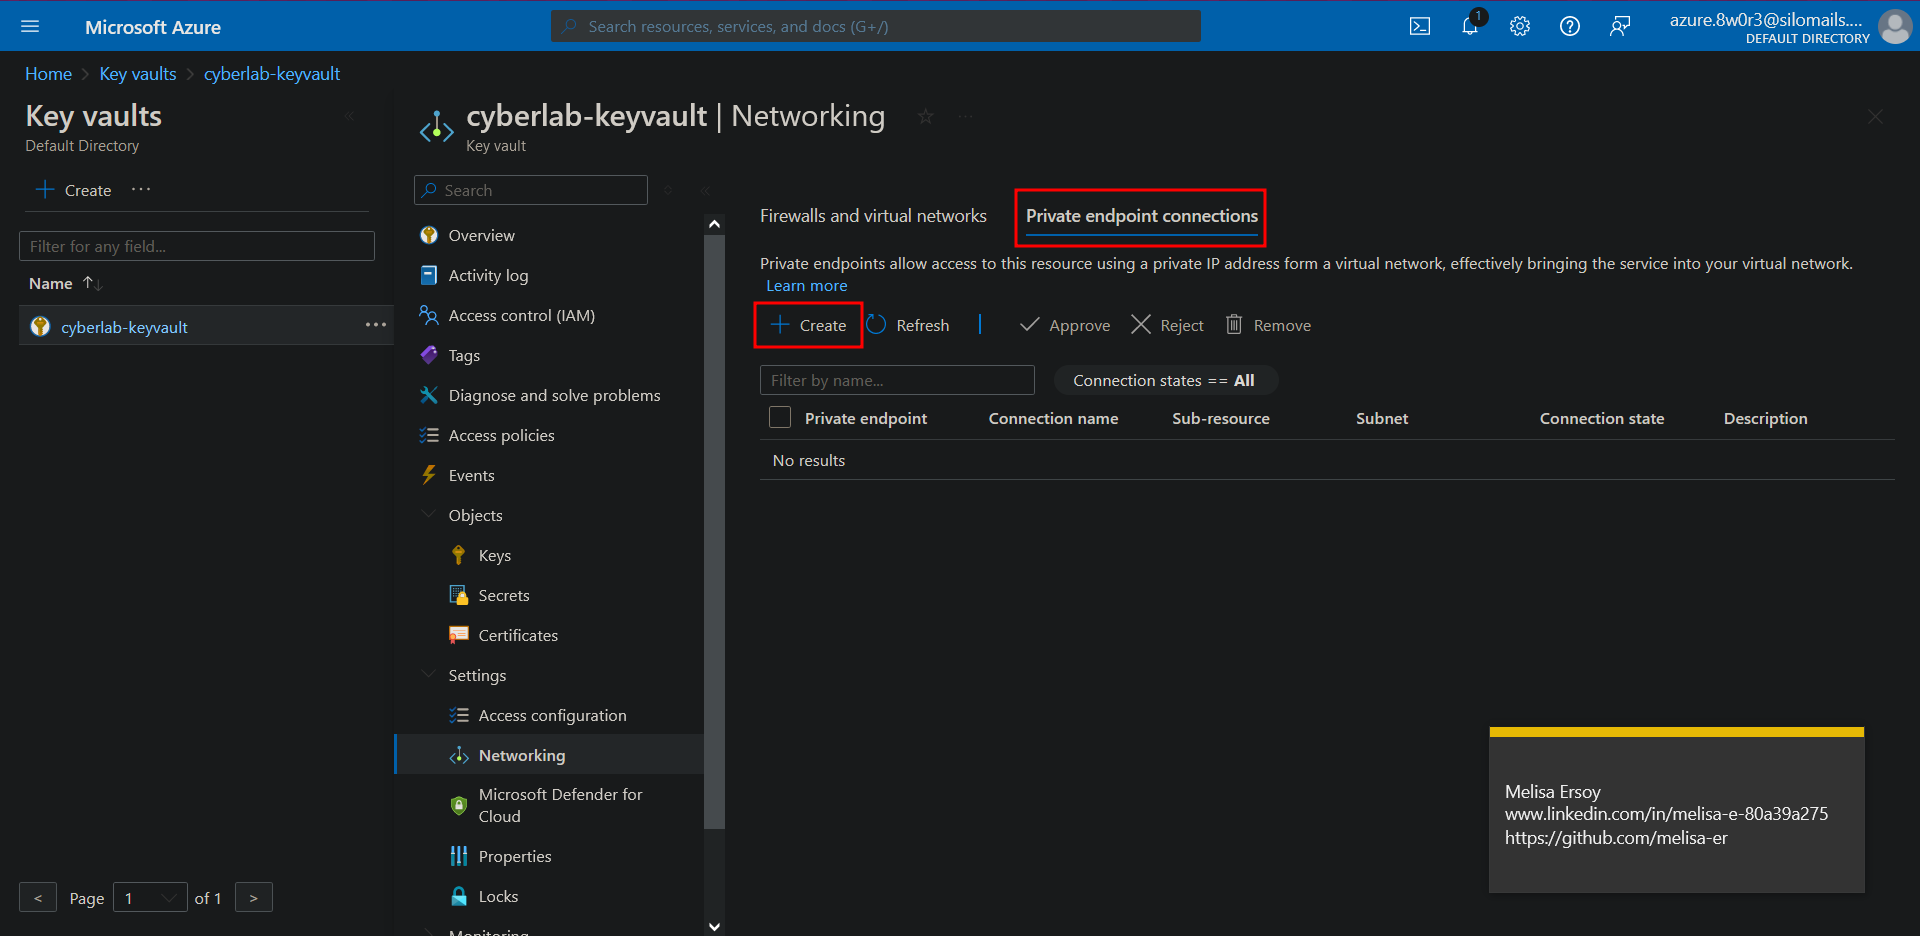 Microsoft Azure
Search resources, services, and docs (G+/)
1
azure.8w0r3@silomails....
DEFAULT DIRECTORY
Home > Key vaults > cyberlab-keyvault
Key vaults
Default Directory
+ Create ...
Filter for any field...
Name ↑↓
cyberlab-keyvault ...
< Page 1 of 1 >
cyberlab-keyvault | Networking
Key vault
Search
Overview
Activity log
Access control (IAM)
Tags
Diagnose and solve problems
Access policies
Events
Objects
Keys
Secrets
Certificates
Settings
Access configuration
Networking
Microsoft Defender for
Cloud
Properties
Locks
Monitoring
Firewalls and virtual networks Private endpoint connections
Private endpoints allow access to this resource using a private IP address form a virtual network, effectively bringing the service into your virtual network.
Learn more
+ Create Refresh | Approve Reject Remove
Filter by name... Connection states == All
Private endpoint Connection name Sub-resource Subnet Connection state Description
No results
Melisa Ersoy
www.linkedin.com/in/melisa-e-80a39a275
https://github.com/melisa-er